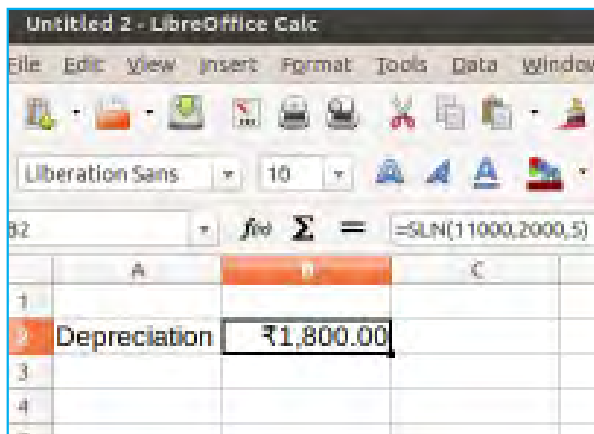 Untitled 2 - LibreOffice Calc
File Edit View Insert Format Tools Data Window
Liberation Sans 10
B2 =SLN(11000,2000,5)
A B C
1
2 Depreciation ₹1,800.00
3
4